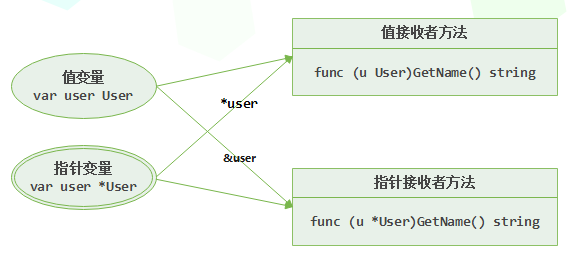 值变量
var user User
指针变量
var user *User
*user
&user
值接收者方法
func (u User)GetName() string
指针接收者方法
func (u *User)GetName() string